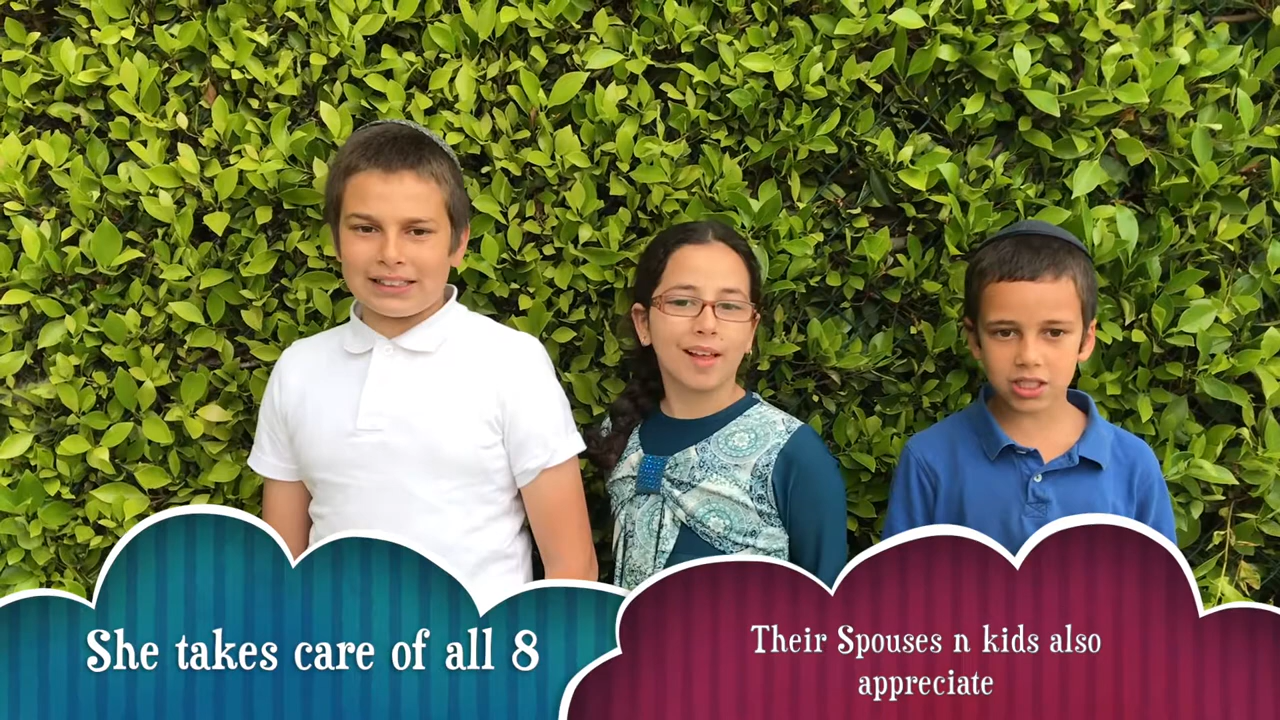 She takes care of all 8
Their Spouses n kids also
appreciate